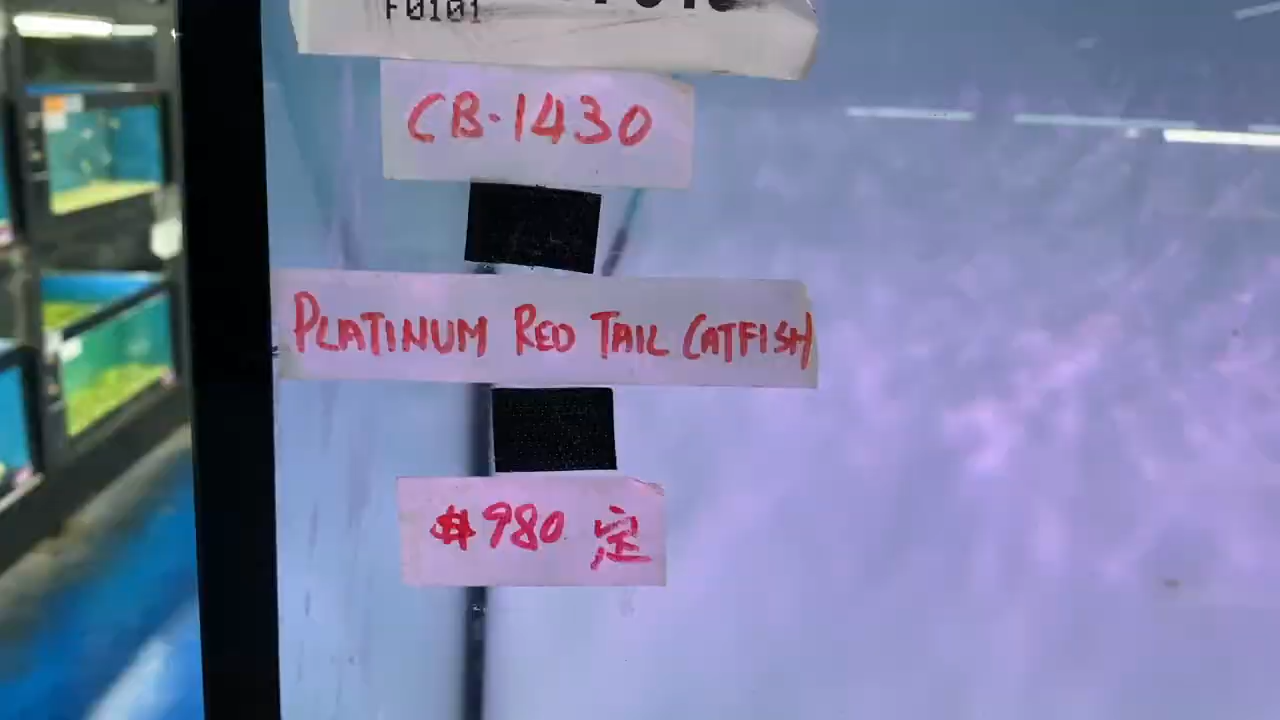 F0101
CB-1430
PLATINUM RED TAIL CATFISH
$980 定